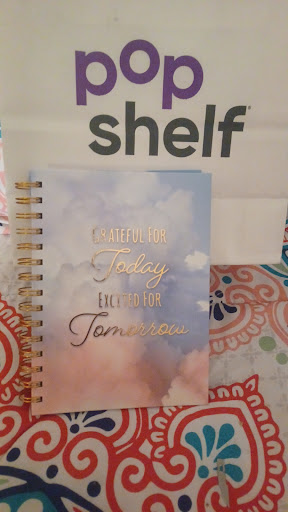 pop
shelf
GRATEFUL FOR
Today
EXCITED FOR
Tomorrow